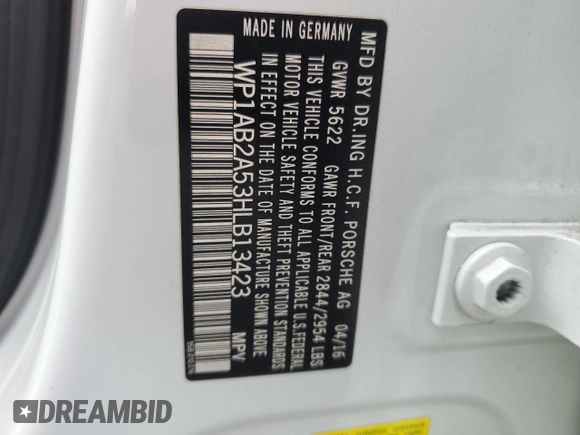 MFD BY DR.ING H.C.F. PORSCHE AG 04/16
GVWR 5622 GAWR FRONT/REAR 2844/2954 LBS
THIS VEHICLE CONFORMS TO ALL APPLICABLE U.S.FEDERAL
MOTOR VEHICLE SAFETY AND THEFT PREVENTION STANDARDS
IN EFFECT ON THE DATE OF MANUFACTURE SHOWN ABOVE
WP1AB2A53HLB13423 MPV
MADE IN GERMANY
DREAMBID